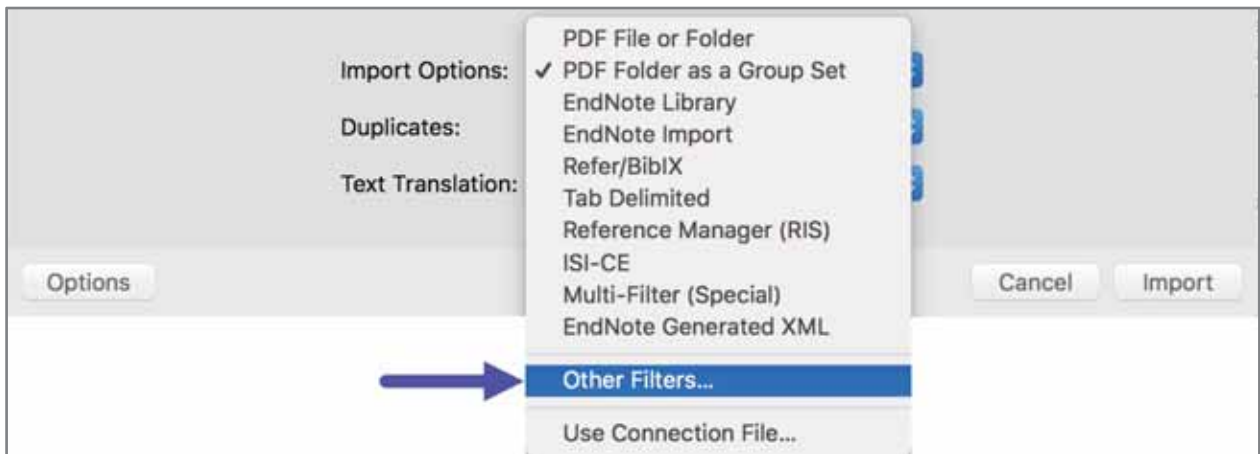 PDF File or Folder
Import Options: ✓ PDF Folder as a Group Set
EndNote Library
Duplicates:
EndNote Import
Refer/BibIX
Text Translation:
Tab Delimited
Reference Manager (RIS)
ISI-CE
Options
Cancel
Import
Multi-Filter (Special)
EndNote Generated XML
Other Filters...
Use Connection File...